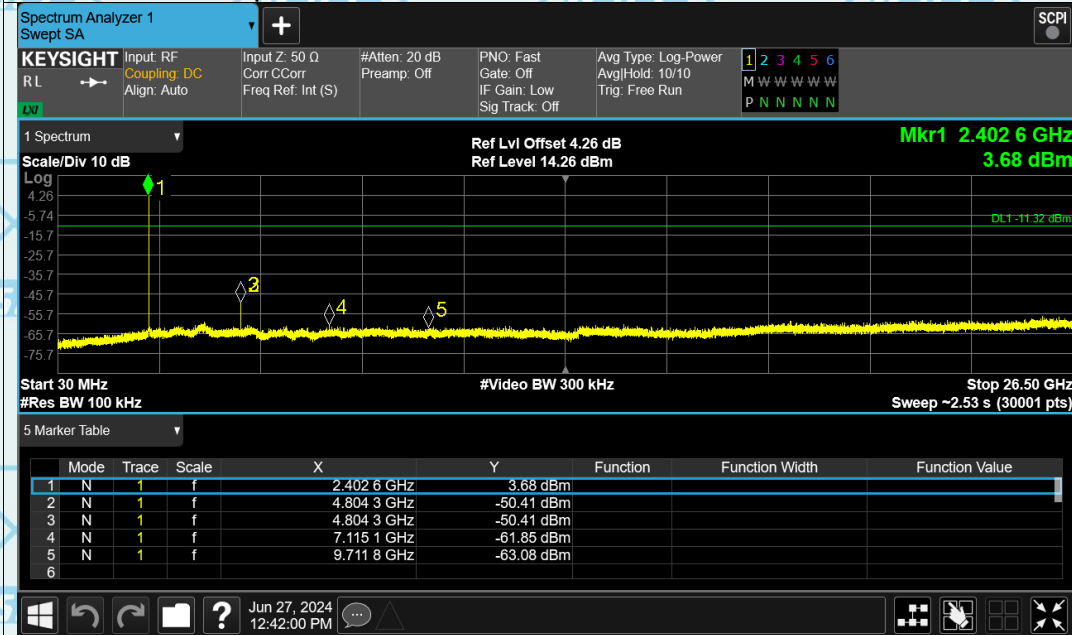 Spectrum Analyzer 1
Swept SA
+
SCPI
KEYSIGHT
RL
LXI
Input: RF
Coupling: DC
Align: Auto
Input Z: 50 Ω
Corr CCorr
Freq Ref: Int (S)
#Atten: 20 dB
Preamp: Off
PNO: Fast
Gate: Off
IF Gain: Low
Sig Track: Off
Avg Type: Log-Power
Avg|Hold: 10/10
Trig: Free Run
1 2 3 4 5 6
M W W W W W
P N N N N N
1 Spectrum
Scale/Div 10 dB
Ref Lvl Offset 4.26 dB
Ref Level 14.26 dBm
Mkr1 2.402 6 GHz
3.68 dBm
Log
4.26
-5.74
-15.7
-25.7
-35.7
-45.7
-55.7
-65.7
-75.7
1
3
4
5
DL1 -11.32 dBm
Start 30 MHz
#Video BW 300 kHz
Stop 26.50 GHz
#Res BW 100 kHz
Sweep ~2.53 s (30001 pts)
5 Marker Table
Mode Trace Scale X Y Function Function Width Function Value
1 N 1 f 2.402 6 GHz 3.68 dBm
2 N 1 f 4.804 3 GHz -50.41 dBm
3 N 1 f 4.804 3 GHz -50.41 dBm
4 N 1 f 7.115 1 GHz -61.85 dBm
5 N 1 f 9.711 8 GHz -63.08 dBm
6
?
Jun 27, 2024
12:42:00 PM